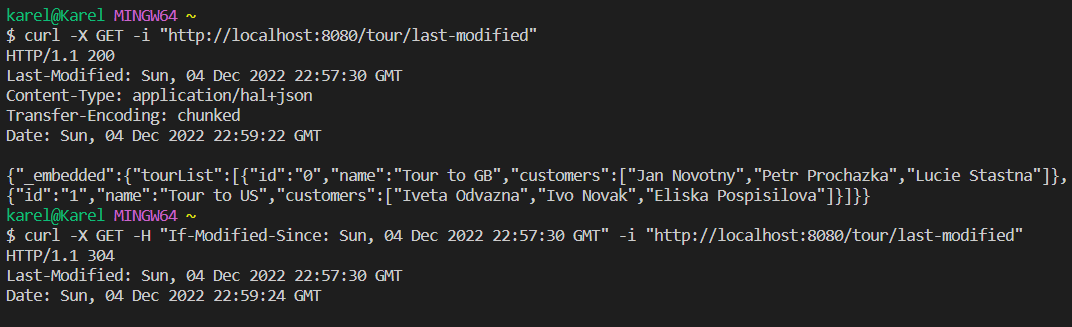 karel@Karel MINGW64 ~
$ curl -X GET -i "http://localhost:8080/tour/last-modified"
HTTP/1.1 200
Last-Modified: Sun, 04 Dec 2022 22:57:30 GMT
Content-Type: application/hal+json
Transfer-Encoding: chunked
Date: Sun, 04 Dec 2022 22:59:22 GMT

{"_embedded":{"tourList":[{"id":"0","name":"Tour to GB","customers":["Jan Novotny","Petr Prochazka","Lucie Stastna"]},
{"id":"1","name":"Tour to US","customers":["Iveta Odvazna","Ivo Novak","Eliska Pospisilova"]}]}}
karel@Karel MINGW64 ~
$ curl -X GET -H "If-Modified-Since: Sun, 04 Dec 2022 22:57:30 GMT" -i "http://localhost:8080/tour/last-modified"
HTTP/1.1 304
Last-Modified: Sun, 04 Dec 2022 22:57:30 GMT
Date: Sun, 04 Dec 2022 22:59:24 GMT